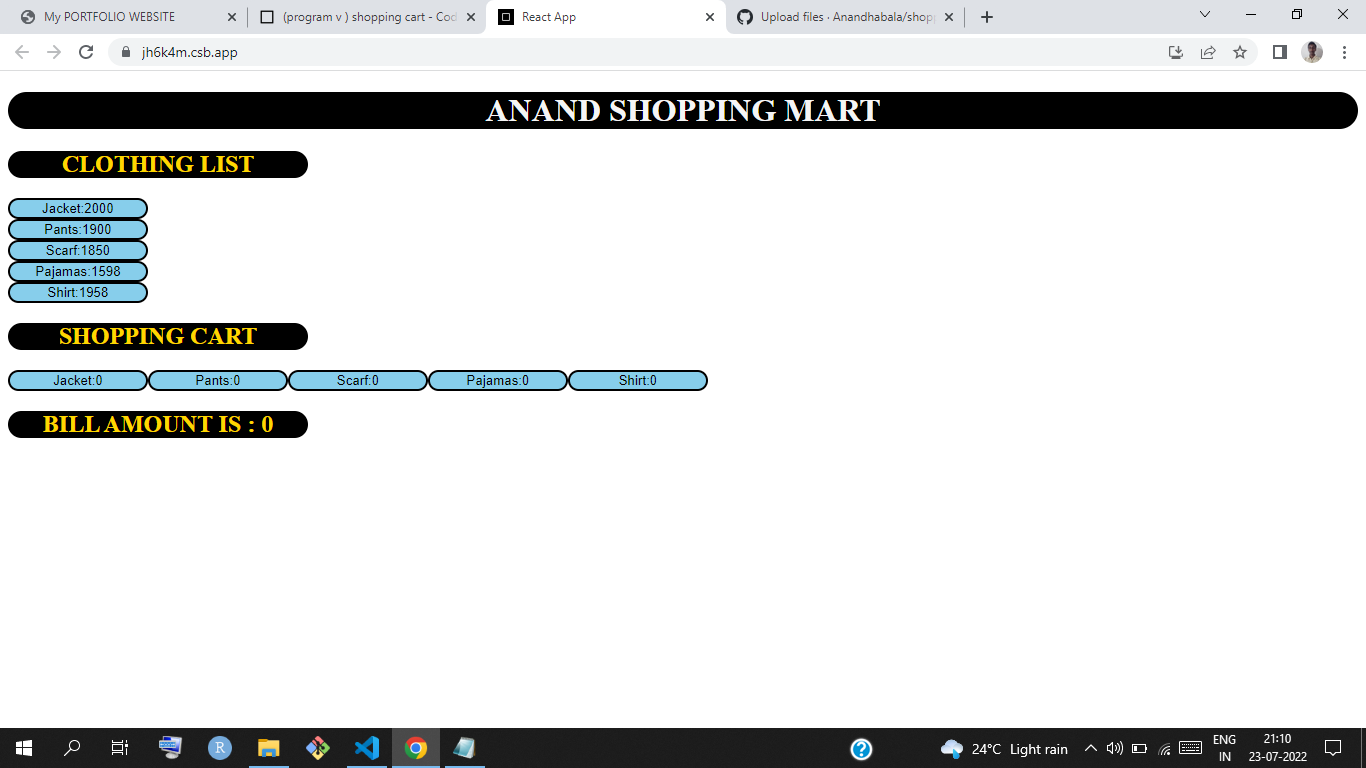 My PORTFOLIO WEBSITE
(program v ) shopping cart - Cod
React App
Upload files · Anandhabala/shopp
jh6k4m.csb.app
ANAND SHOPPING MART
CLOTHING LIST
Jacket:2000
Pants:1900
Scarf:1850
Pajamas:1598
Shirt:1958
SHOPPING CART
Jacket:0 Pants:0 Scarf:0 Pajamas:0 Shirt:0
BILL AMOUNT IS : 0
R
?
24°C Light rain
ENG
IN
21:10
23-07-2022